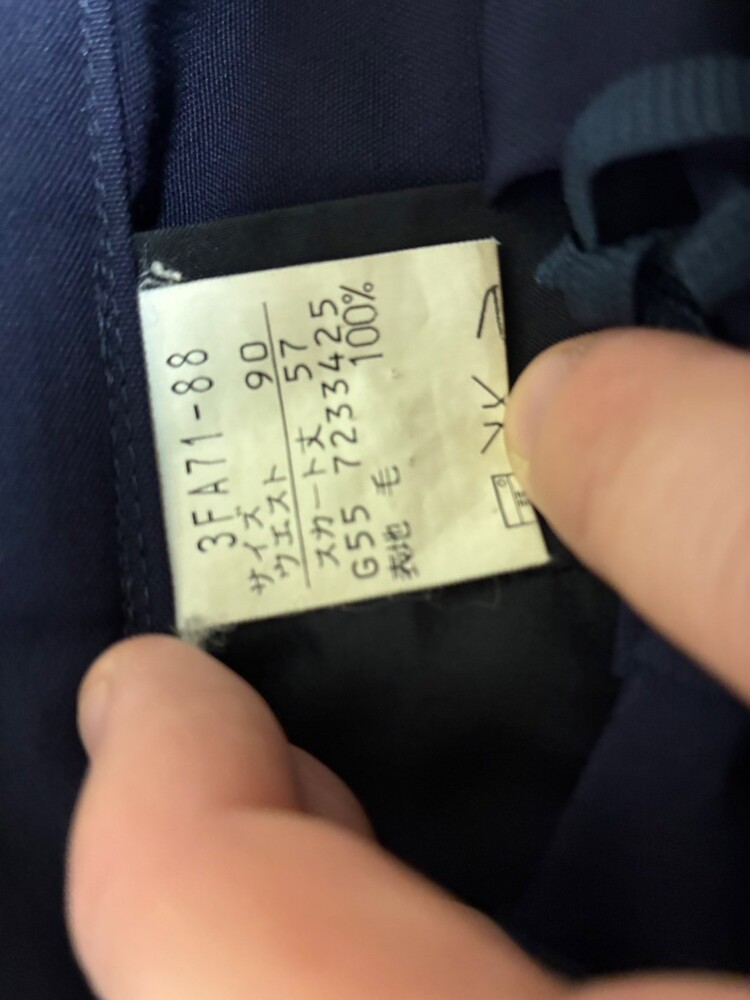 3FA71-88
サイズ
ウエスト 90
スカート丈 57
G55 7233425
表地 毛 100%